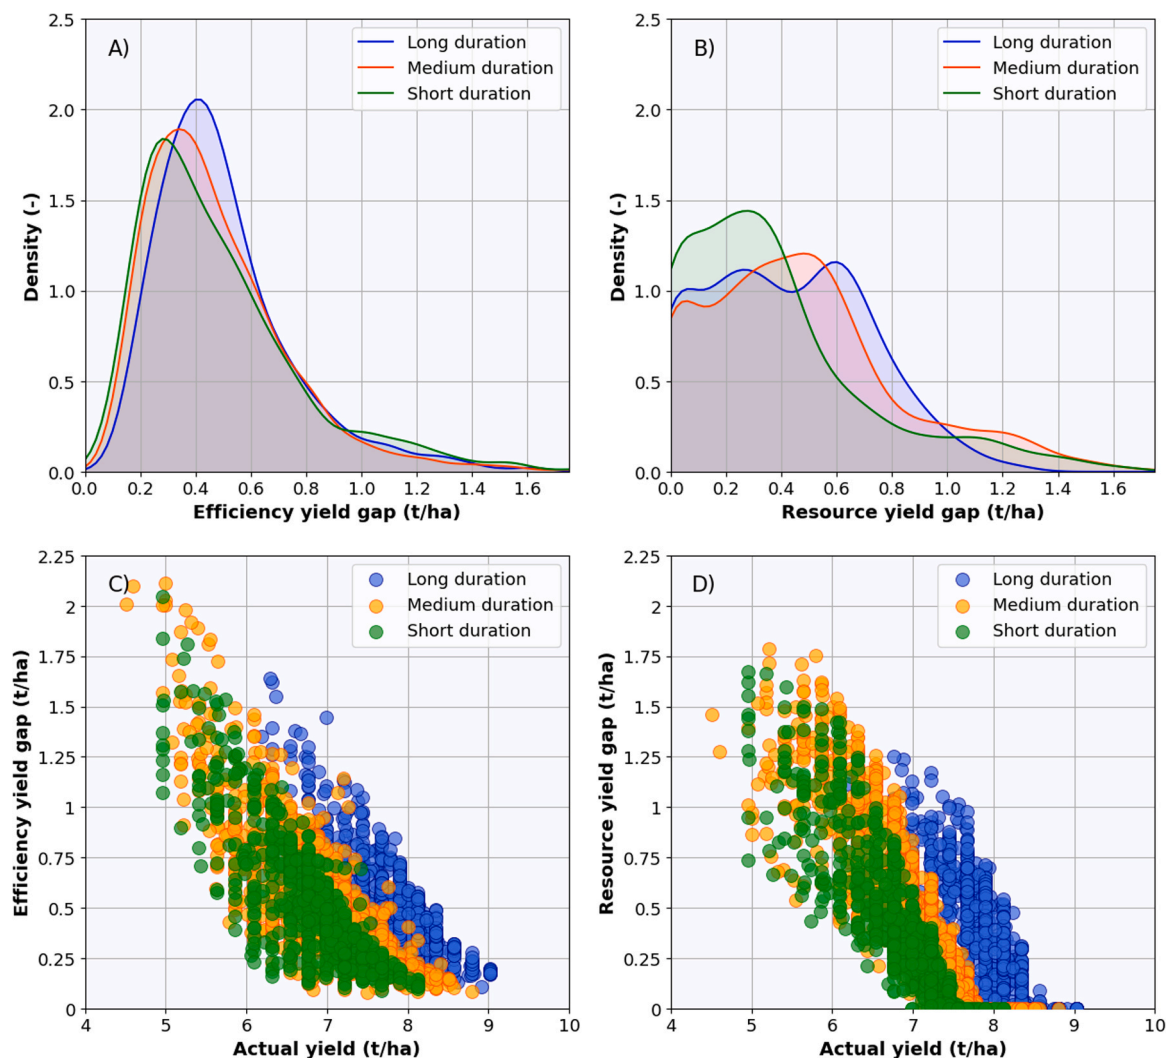 A)
Long duration
Medium duration
Short duration
2.5
2.0
1.5
1.0
0.5
0.0
Density (-)
0.0 0.2 0.4 0.6 0.8 1.0 1.2 1.4 1.6
Efficiency yield gap (t/ha)
B)
Long duration
Medium duration
Short duration
2.5
2.0
1.5
1.0
0.5
0.0
Density (-)
0.0 0.2 0.4 0.6 0.8 1.0 1.2 1.4 1.6
Resource yield gap (t/ha)
C)
Long duration
Medium duration
Short duration
2.25
2
1.75
1.5
1.25
1
0.75
0.5
0.25
0
Efficiency yield gap (t/ha)
4 5 6 7 8 9 10
Actual yield (t/ha)
D)
Long duration
Medium duration
Short duration
2.25
2
1.75
1.5
1.25
1
0.75
0.5
0.25
0
Resource yield gap (t/ha)
4 5 6 7 8 9 10
Actual yield (t/ha)